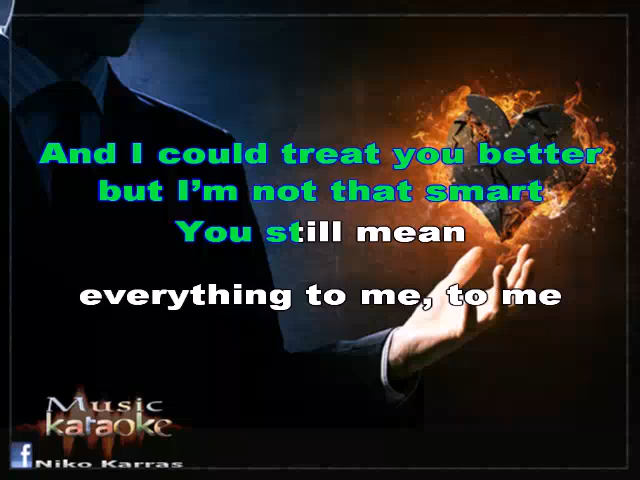 And I could treat you better
but I'm not that smart
You still mean
everything to me, to me
Music
karaoke
f Niko Karras